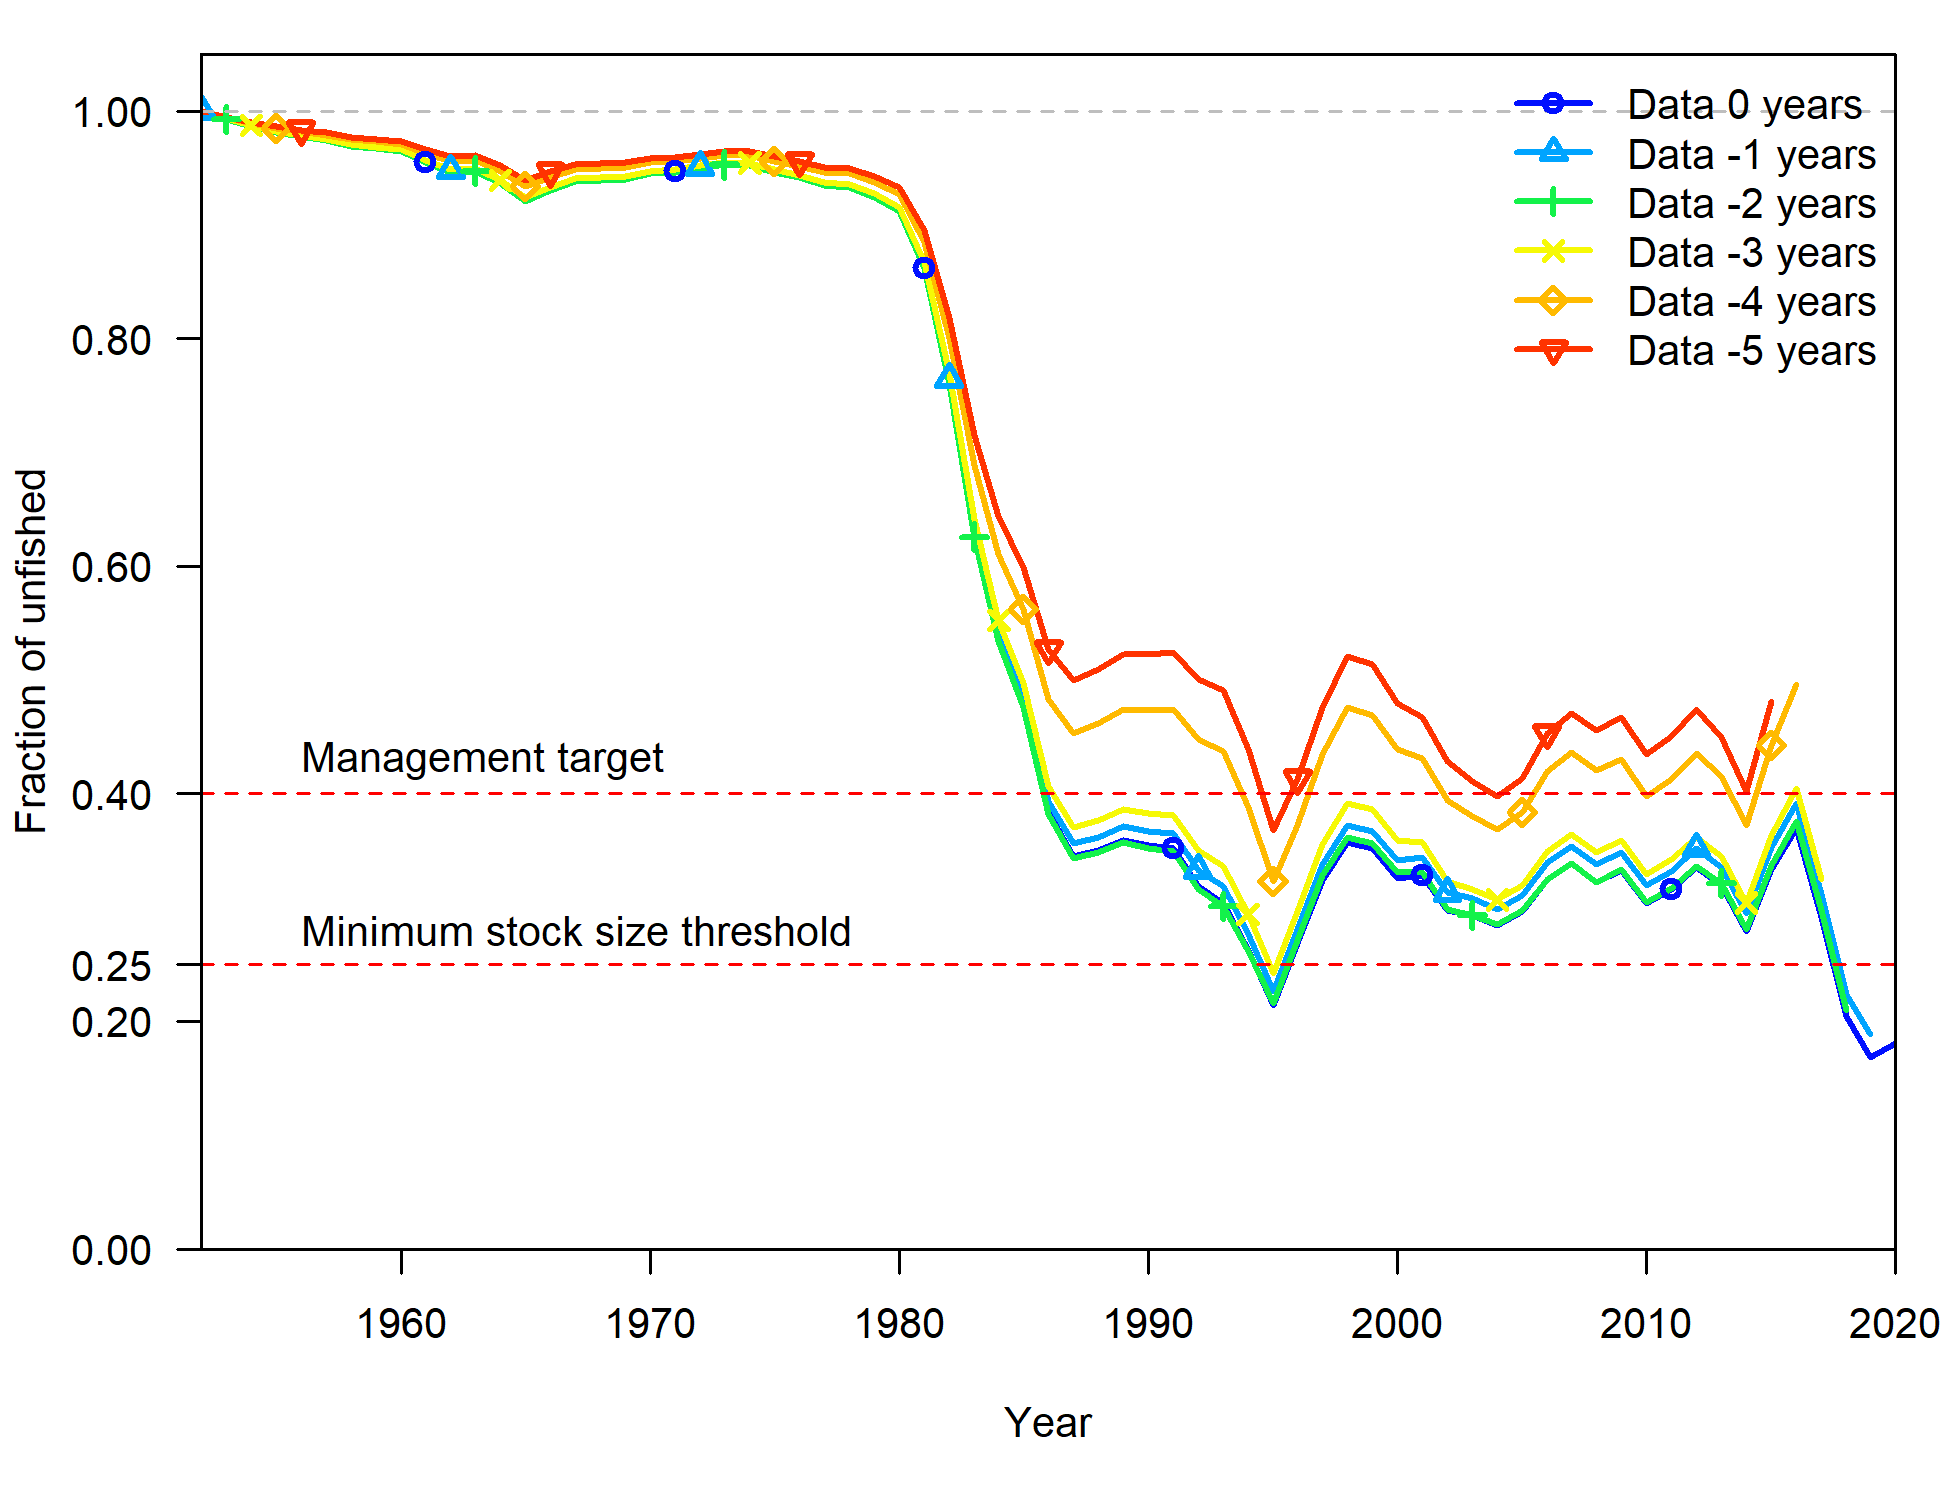 1.00
0.80
0.60
0.40
0.25
0.20
0.00
Fraction of unfished
Data 0 years
Data -1 years
Data -2 years
Data -3 years
Data -4 years
Data -5 years
Management target
Minimum stock size threshold
1960
1970
1980
1990
2000
2010
2020
Year